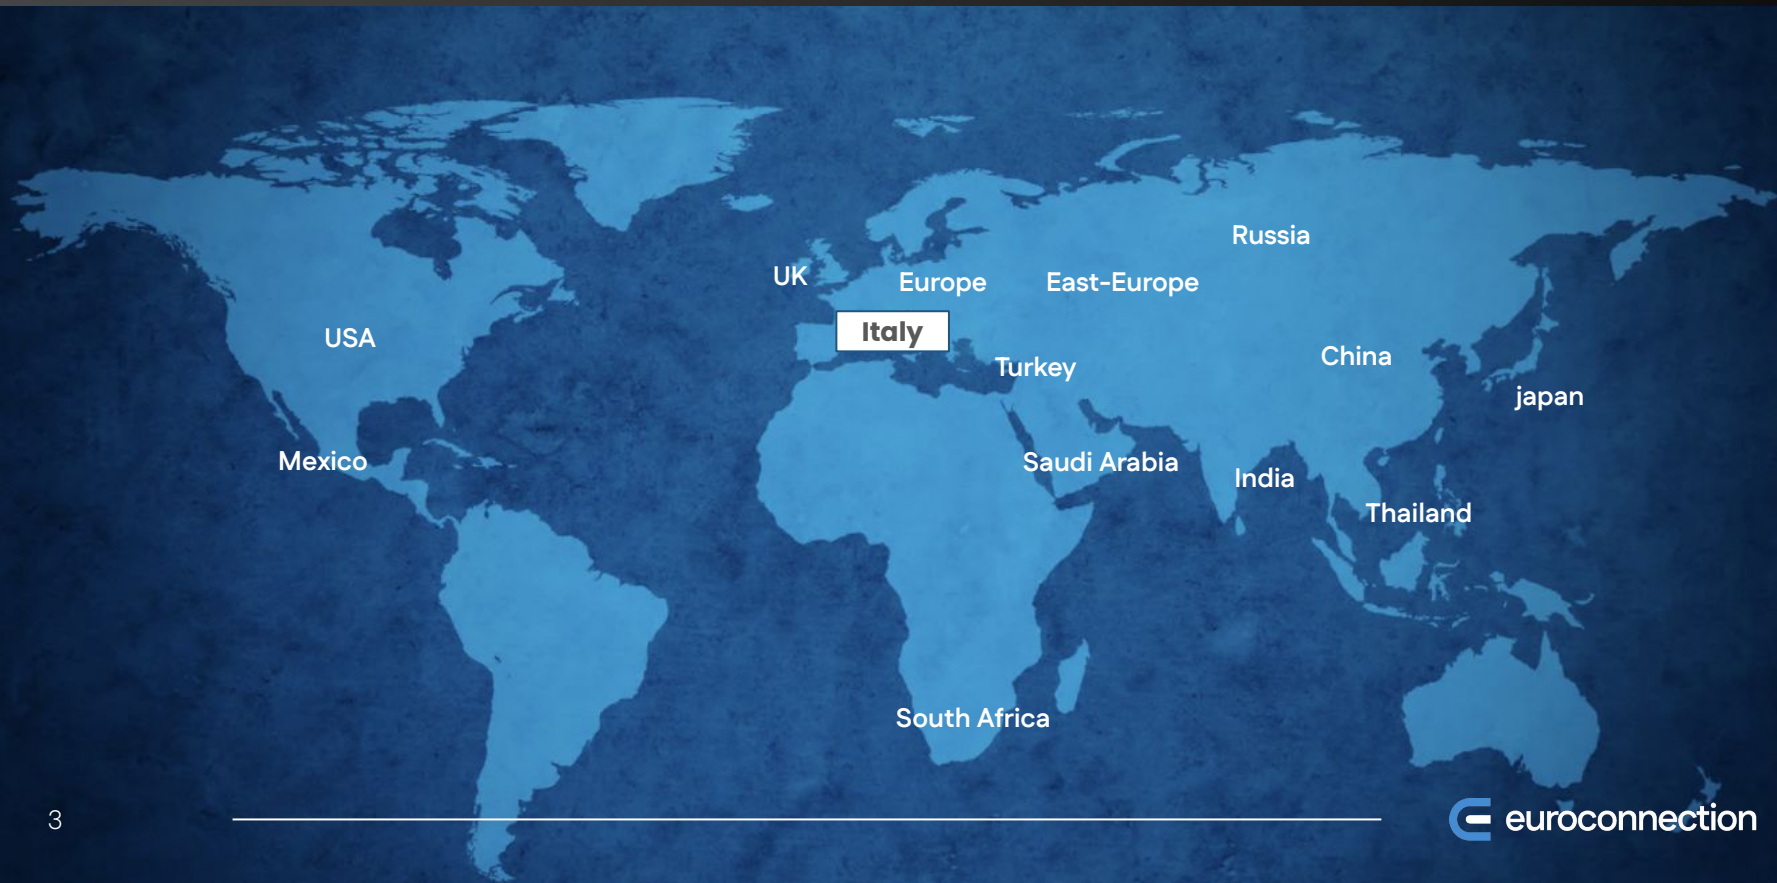 Russia
UK
Europe
East-Europe
Italy
USA
China
Turkey
japan
Mexico
Saudi Arabia
India
Thailand
South Africa
3
euroconnection